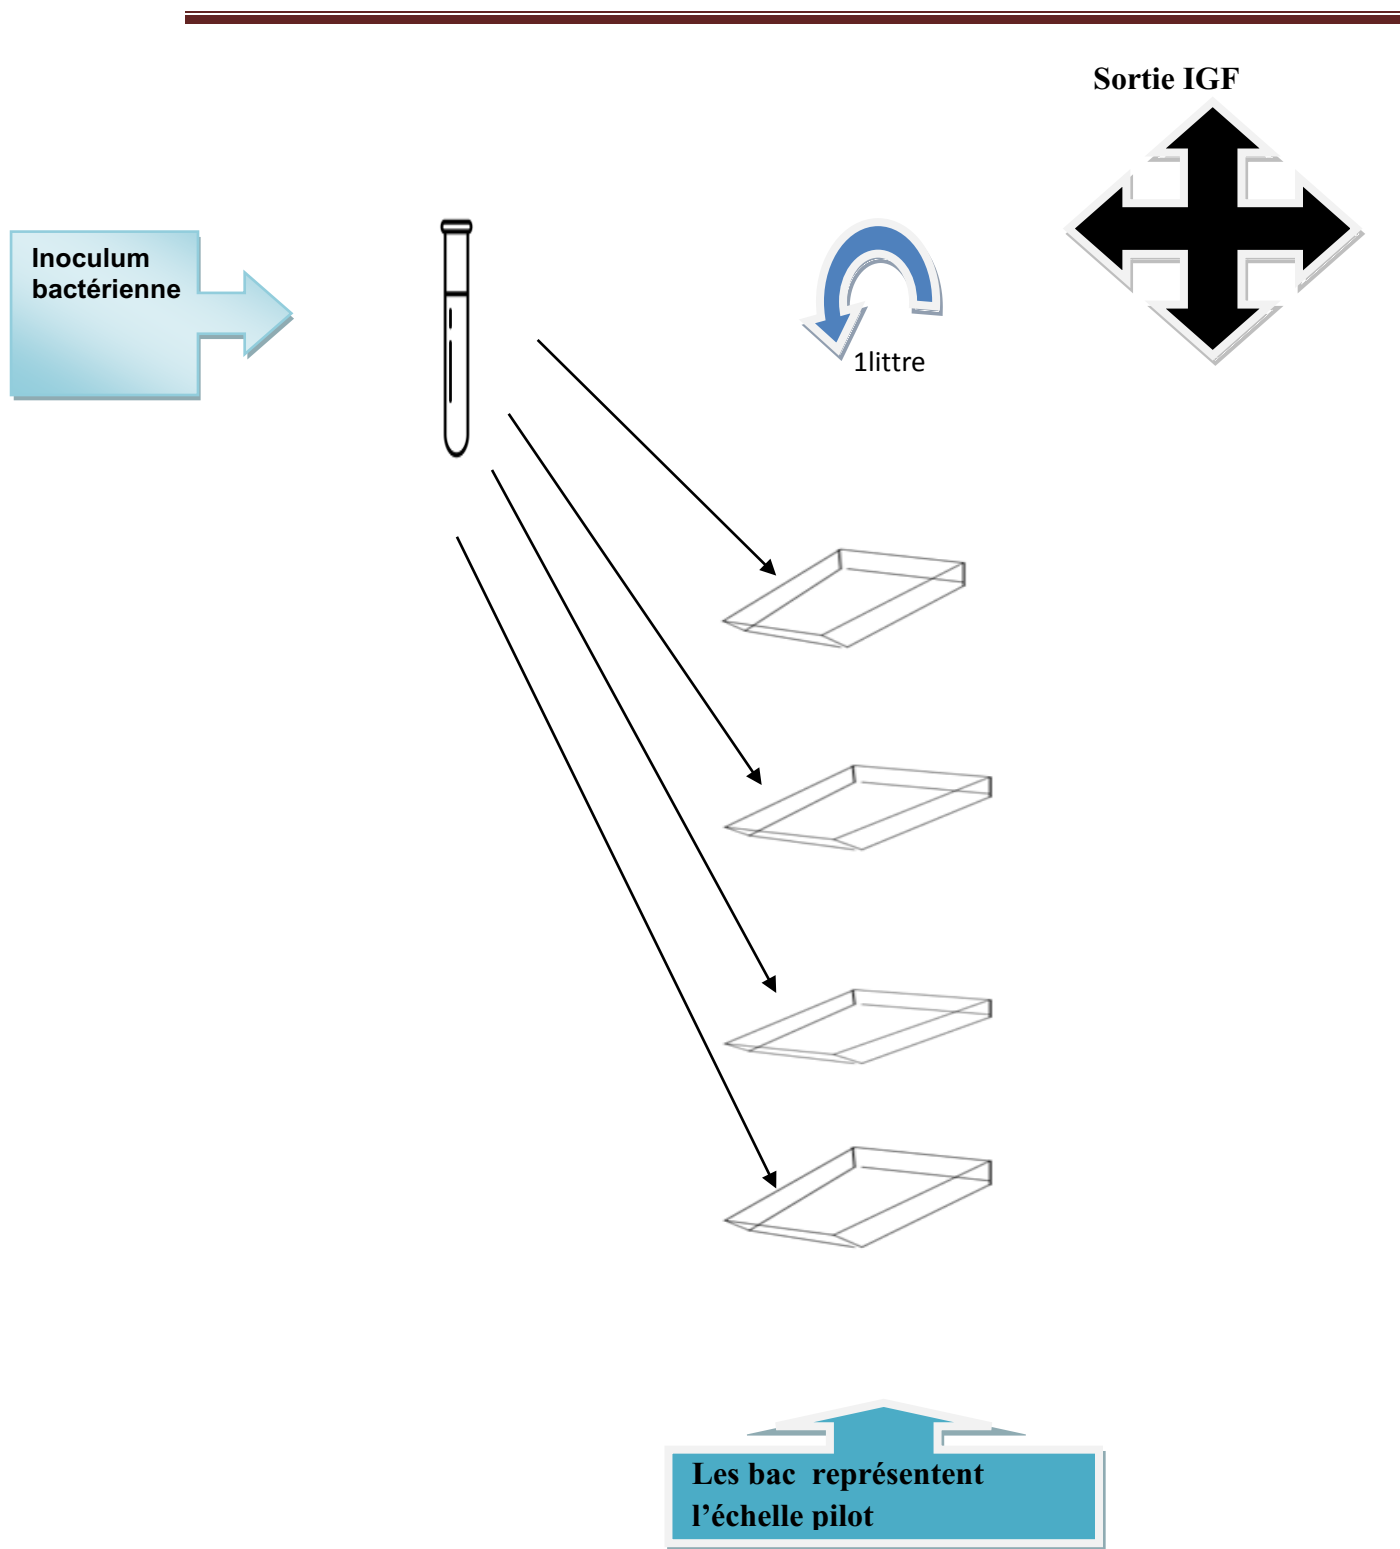 Sortie IGF
Inoculum
bactérienne
1littre
Les bac représentent
l’échelle pilot